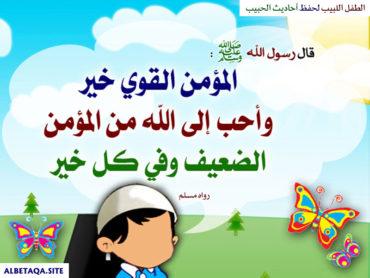 الطفل اللبيب لحفظ أحاديث الحبيب
قال رسول الله ﷺ :
المؤمن القوي خير
وأحب إلى الله من المؤمن
الضعيف وفي كل خير
رواه مسلم
ALBETAQA.SITE